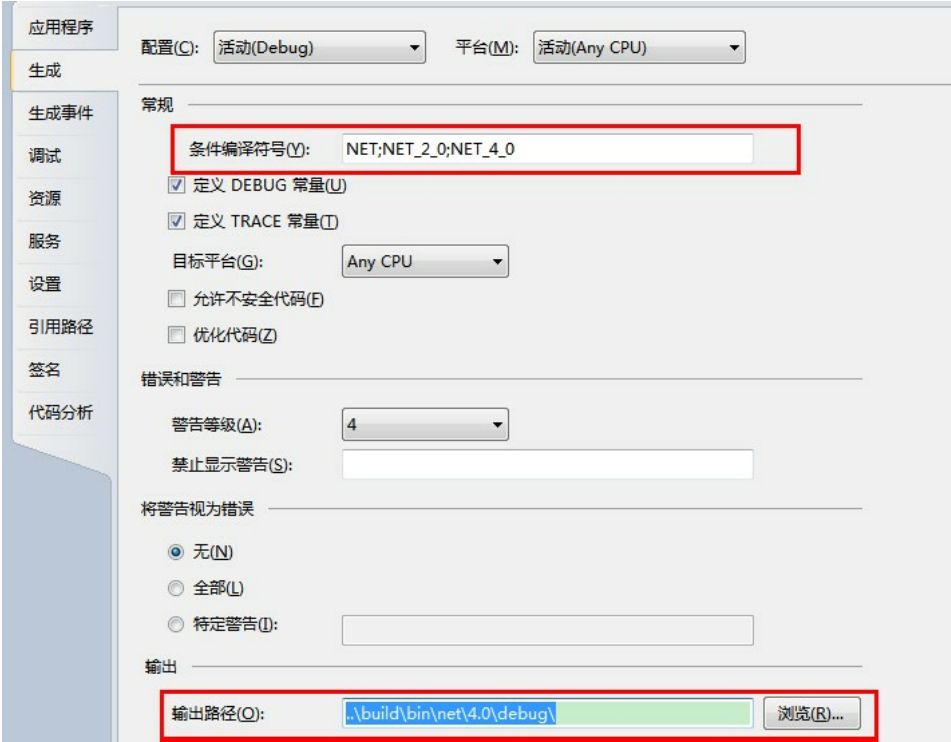 应用程序
生成
生成事件
调试
资源
服务
设置
引用路径
签名
代码分析
配置(C): 活动(Debug) 平台(M): 活动(Any CPU)
常规
条件编译符号(Y): NET;NET_2_0;NET_4_0
定义 DEBUG 常量(U)
定义 TRACE 常量(T)
目标平台(G): Any CPU
允许不安全代码(F)
优化代码(Z)
错误和警告
警告等级(A): 4
禁止显示警告(S):
将警告视为错误
无(N)
全部(L)
特定警告(I):
输出
输出路径(O): ..\build\bin\net\4.0\debug\ 浏览(R)...